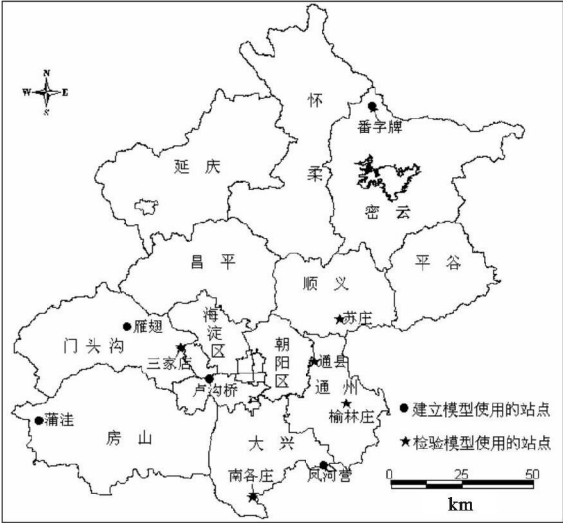 N
W E
S
怀
柔
番字牌
延庆
密云
昌平
顺义
平谷
海
淀
区
苏庄
雁翅
门头沟
三家店
朝
阳
区
通县
通州
卢沟桥
榆林庄
建立模型使用的站点
蒲洼
房山
大兴
检验模型使用的站点
南各庄
凤河营
0 25 50
km